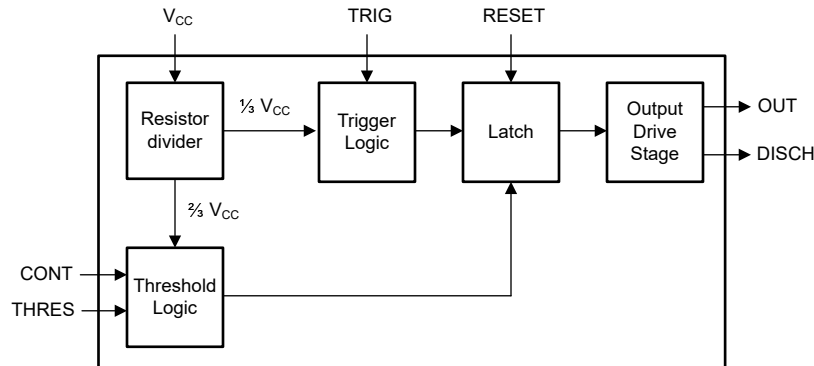 VCC
TRIG
RESET
Resistor
divider
⅓ VCC
Trigger
Logic
Latch
Output
Drive
Stage
OUT
DISCH
⅔ VCC
CONT
THRES
Threshold
Logic